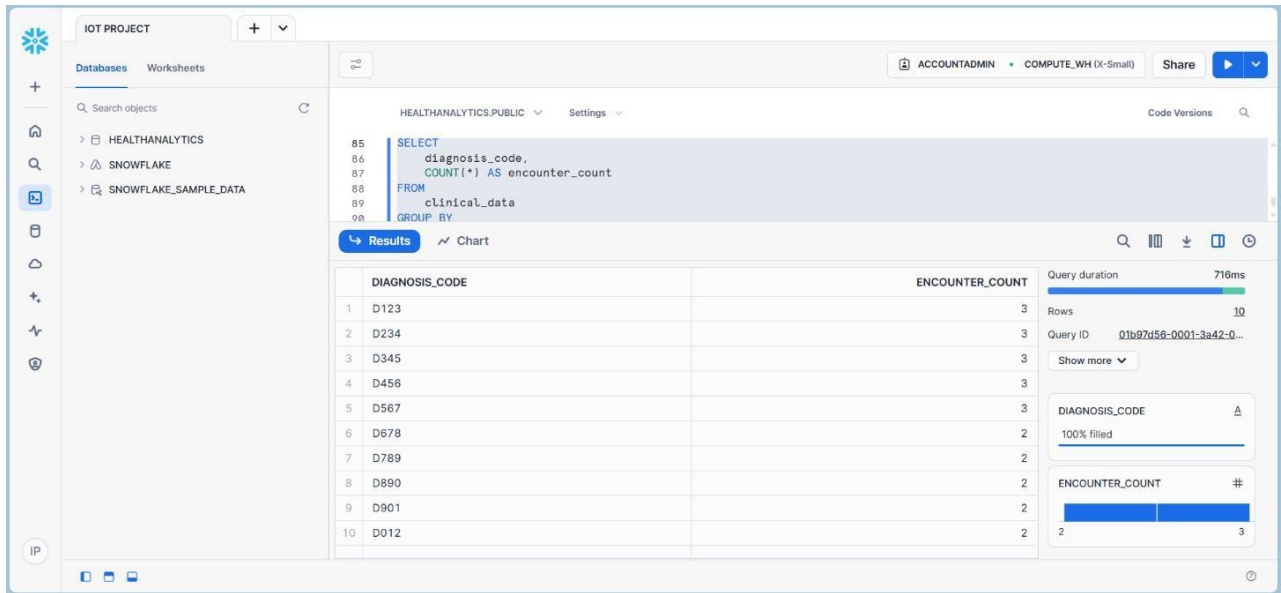 IOT PROJECT
Databases Worksheets
Search objects
HEALTHANALYTICS
SNOWFLAKE
SNOWFLAKE_SAMPLE_DATA
IP
ACCOUNTADMIN • COMPUTE_WH (X-Small) Share
HEALTHANALYTICS.PUBLIC Settings Code Versions
85 SELECT
86 diagnosis_code,
87 COUNT(*) AS encounter_count
88 FROM
89 clinical_data
90 GROUP BY
Results Chart
DIAGNOSIS_CODE ENCOUNTER_COUNT
1 D123 3
2 D234 3
3 D345 3
4 D456 3
5 D567 3
6 D678 2
7 D789 2
8 D890 2
9 D901 2
10 D012 2
Query duration 716ms
Rows 10
Query ID 01b97d56-0001-3a42-0...
Show more
DIAGNOSIS_CODE A
100% filled
ENCOUNTER_COUNT #
2 3